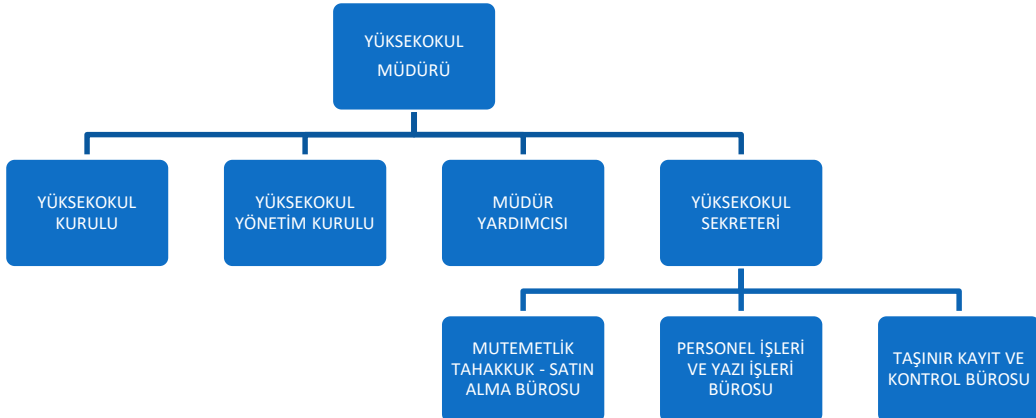 YÜKSEKOKUL
MÜDÜRÜ
YÜKSEKOKUL
KURULU
YÜKSEKOKUL
YÖNETİM KURULU
MÜDÜR
YARDIMCISI
YÜKSEKOKUL
SEKRETERİ
MUTEMETLİK
TAHAKKUK - SATIN
ALMA BÜROSU
PERSONEL İŞLERİ
VE YAZI İŞLERİ
BÜROSU
TAŞINIR KAYIT VE
KONTROL BÜROSU